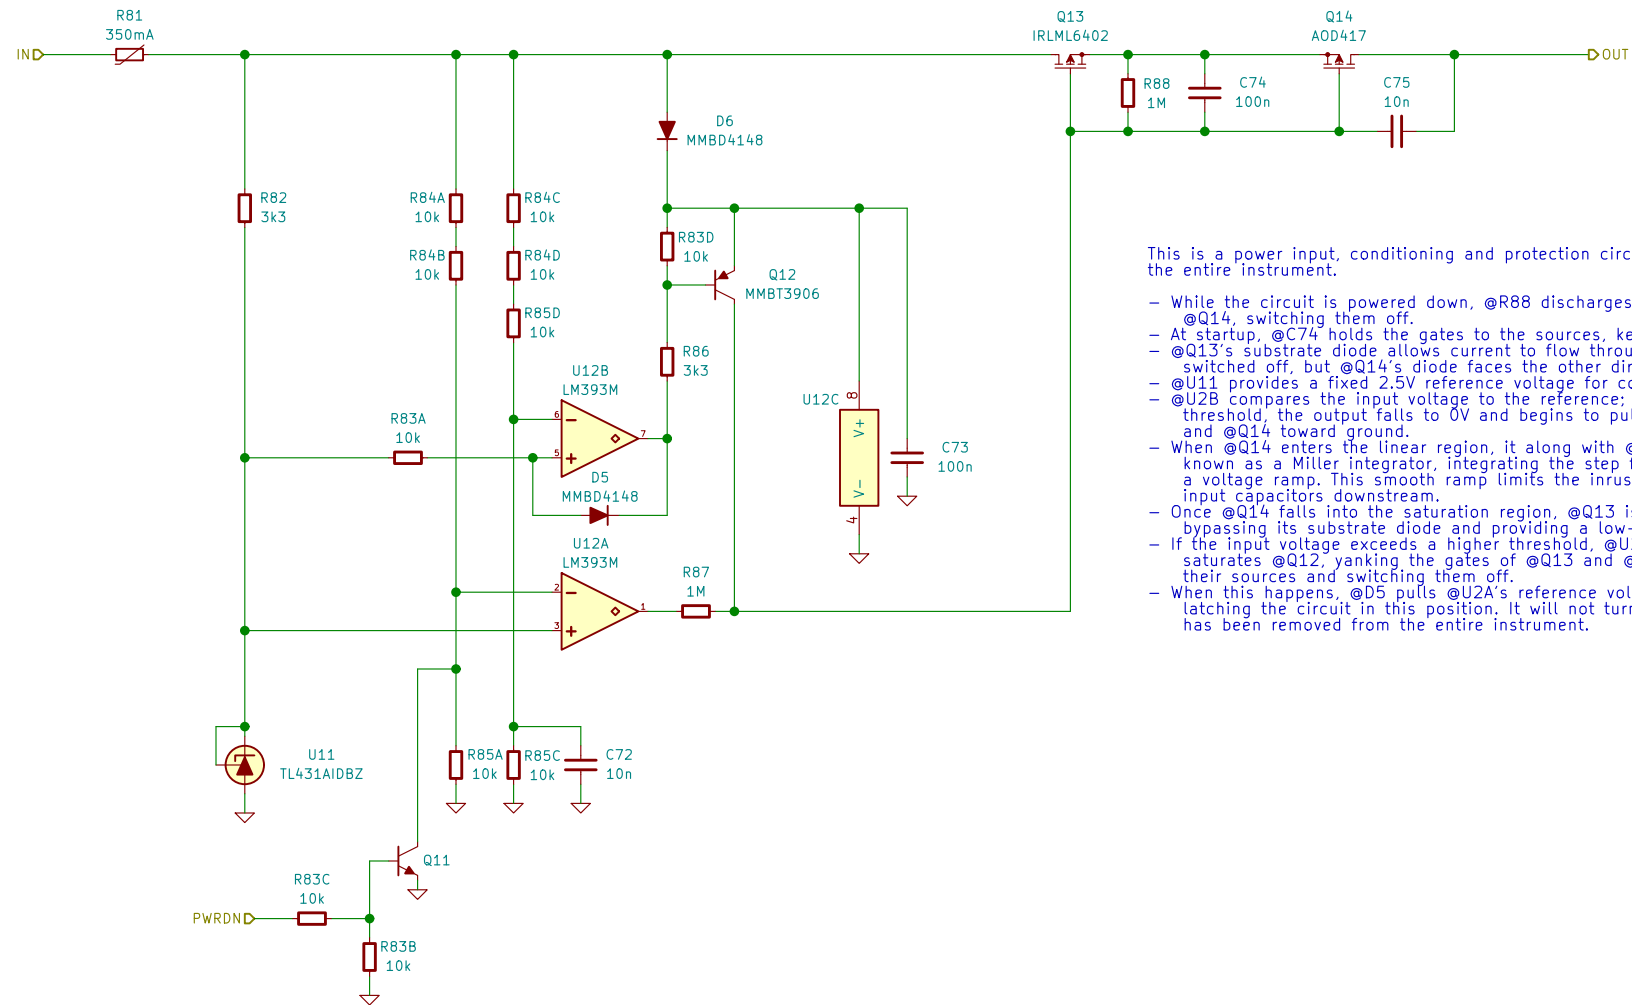 R81
350mA
IN
Q13
IRLML6402
Q14
AOD417
OUT
R88
1M
C74
100n
C75
10n
D6
MMBD4148
R82
3k3
R84A
10k
R84C
10k
R84B
10k
R84D
10k
R85D
10k
R83D
10k
Q12
MMBT3906
R86
3k3
U12B
LM393M
6
7
5
R83A
10k
D5
MMBD4148
U12C
8
V+
V-
4
C73
100n
U12A
LM393M
2
1
3
R87
1M
U11
TL431AIDBZ
R85A
10k
R85C
10k
C72
10n
Q11
R83C
10k
PWRDN
R83B
10k
This is a power input, conditioning and protection circ
the entire instrument.
– While the circuit is powered down, @R88 discharges
@Q14, switching them off.
– At startup, @C74 holds the gates to the sources, ke
– @Q13's substrate diode allows current to flow throu
switched off, but @Q14's diode faces the other dir
– @U11 provides a fixed 2.5V reference voltage for co
– @U2B compares the input voltage to the reference;
threshold, the output falls to 0V and begins to pul
and @Q14 toward ground.
– When @Q14 enters the linear region, it along with @
known as a Miller integrator, integrating the step f
a voltage ramp. This smooth ramp limits the inrus
input capacitors downstream.
– Once @Q14 falls into the saturation region, @Q13 is
bypassing its substrate diode and providing a low-
– If the input voltage exceeds a higher threshold, @U
saturates @Q12, yanking the gates of @Q13 and @
their sources and switching them off.
– When this happens, @D5 pulls @U2A's reference vol
latching the circuit in this position. It will not turn
has been removed from the entire instrument.